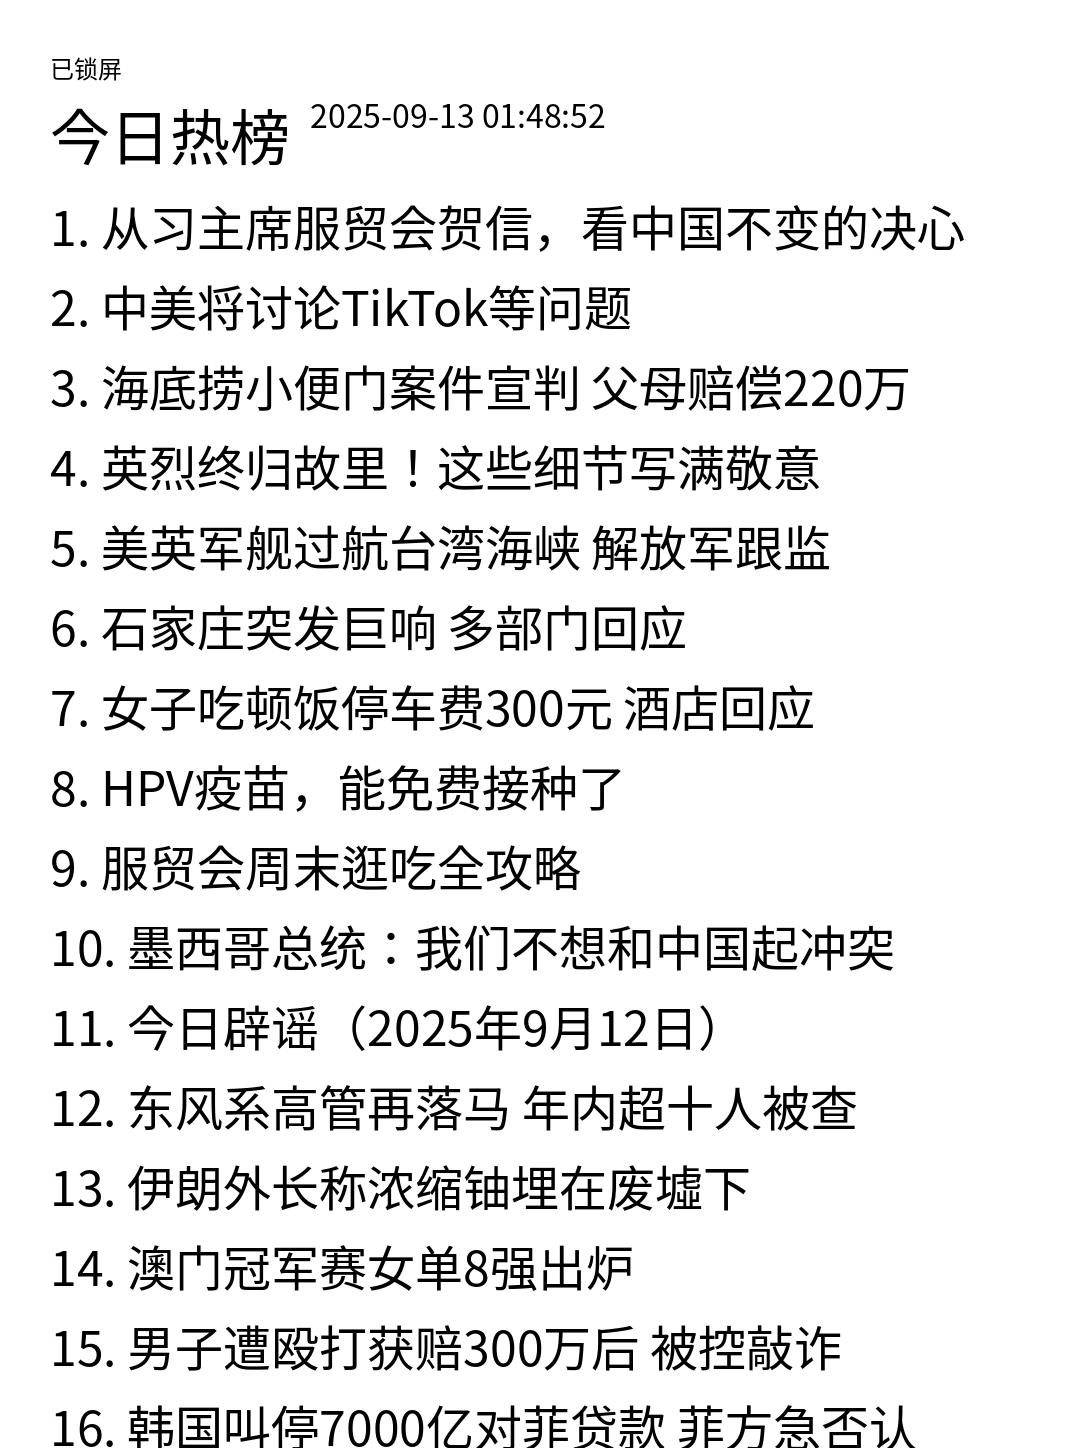 已锁屏
今日热榜 2025-09-13 01:48:52
1. 从习主席服贸会贺信，看中国不变的决心
2. 中美将讨论TikTok等问题
3. 海底捞小便门案件宣判 父母赔偿220万
4. 英烈终归故里！这些细节写满敬意
5. 美英军舰过航台湾海峡 解放军跟监
6. 石家庄突发巨响 多部门回应
7. 女子吃顿饭停车费300元 酒店回应
8. HPV疫苗，能免费接种了
9. 服贸会周末逛吃全攻略
10. 墨西哥总统：我们不想和中国起冲突
11. 今日辟谣（2025年9月12日）
12. 东风系高管再落马 年内超十人被查
13. 伊朗外长称浓缩铀埋在废墟下
14. 澳门冠军赛女单8强出炉
15. 男子遭殴打获赔300万后 被控敲诈
16. 韩国叫停7000亿对菲贷款 菲方急否认